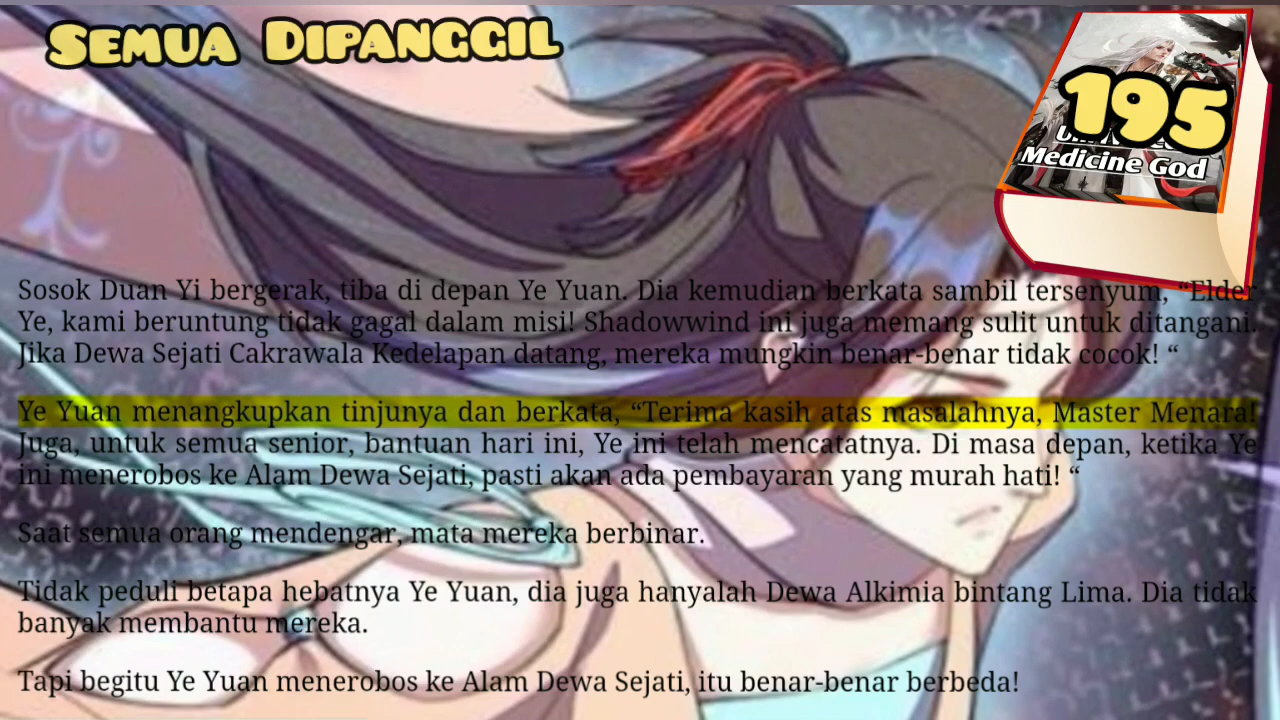 SEMUA DIPANGGIL
195
Medicine God
Sosok Duan Yi bergerak, tiba di depan Ye Yuan. Dia kemudian berkata sambil tersenyum, “Elder
Ye, kami beruntung tidak gagal dalam misi! Shadowwind ini juga memang sulit untuk ditangani.
Jika Dewa Sejati Cakrawala Kedelapan datang, mereka mungkin benar-benar tidak cocok! “
Ye Yuan menangkupkan tinjunya dan berkata, “Terima kasih atas masalahnya, Master Menara!
Juga, untuk semua senior, bantuan hari ini, Ye ini telah mencatatnya. Di masa depan, ketika Ye
ini menerobos ke Alam Dewa Sejati, pasti akan ada pembayaran yang murah hati! “
Saat semua orang mendengar, mata mereka berbinar.
Tidak peduli betapa hebatnya Ye Yuan, dia juga hanyalah Dewa Alkimia bintang Lima. Dia tidak
banyak membantu mereka.
Tapi begitu Ye Yuan menerobos ke Alam Dewa Sejati, itu benar-benar berbeda!